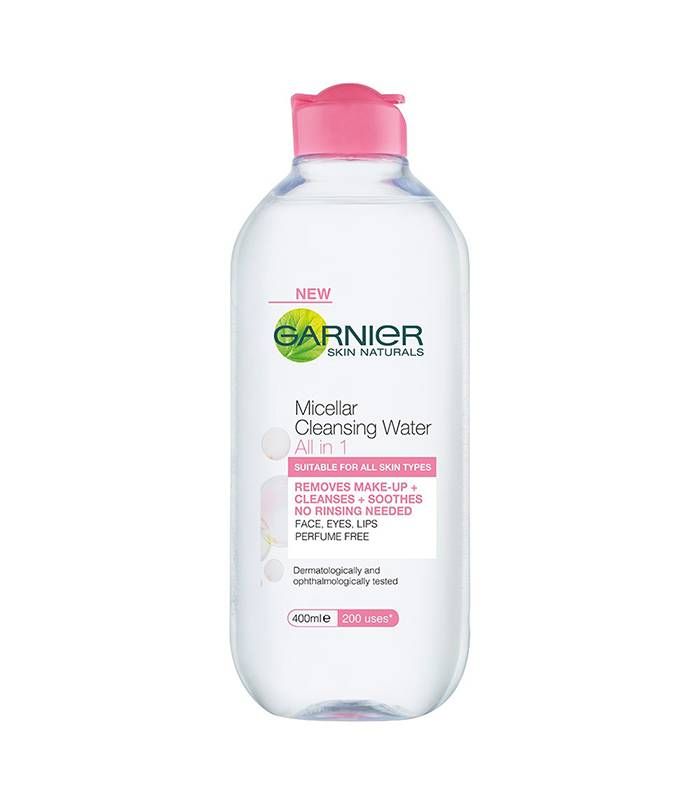 NEW
GARNIER
SKIN NATURALS
Micellar
Cleansing Water
All in 1
SUITABLE FOR ALL SKIN TYPES
REMOVES MAKE-UP +
CLEANSES + SOOTHES
NO RINSING NEEDED
FACE, EYES, LIPS
PERFUME FREE
Dermatologically and
ophthalmologically tested
400ml℮ 200 uses*